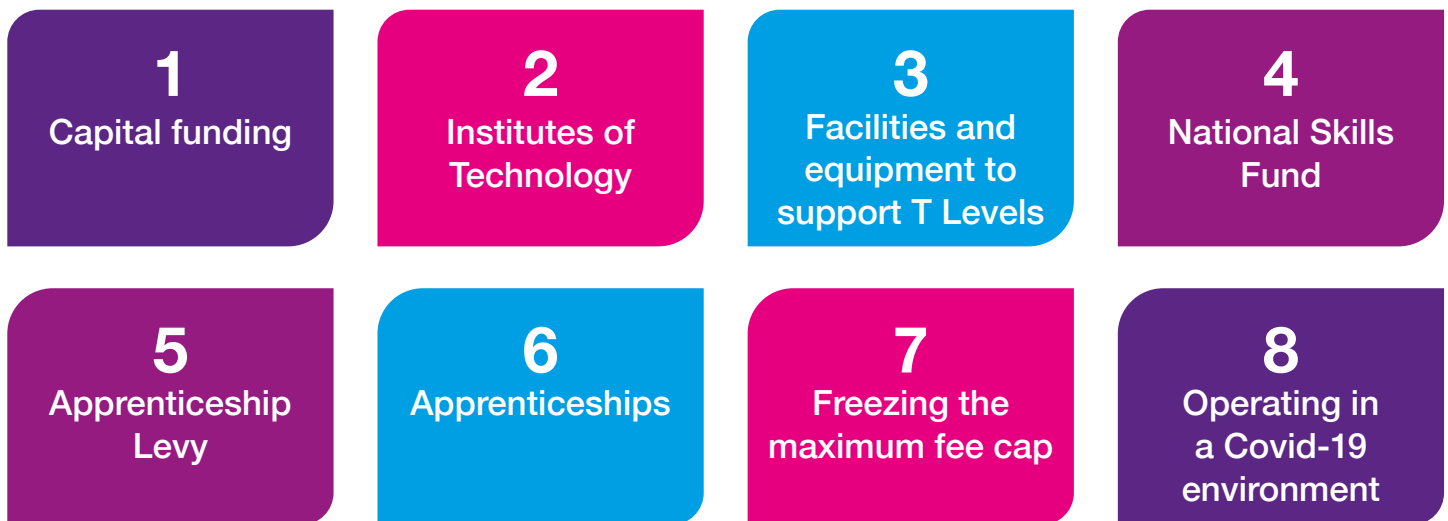 1
Capital funding
2
Institutes of
Technology
3
Facilities and
equipment to
support T Levels
4
National Skills
Fund
5
Apprenticeship
Levy
6
Apprenticeships
7
Freezing the
maximum fee cap
8
Operating in
a Covid-19
environment